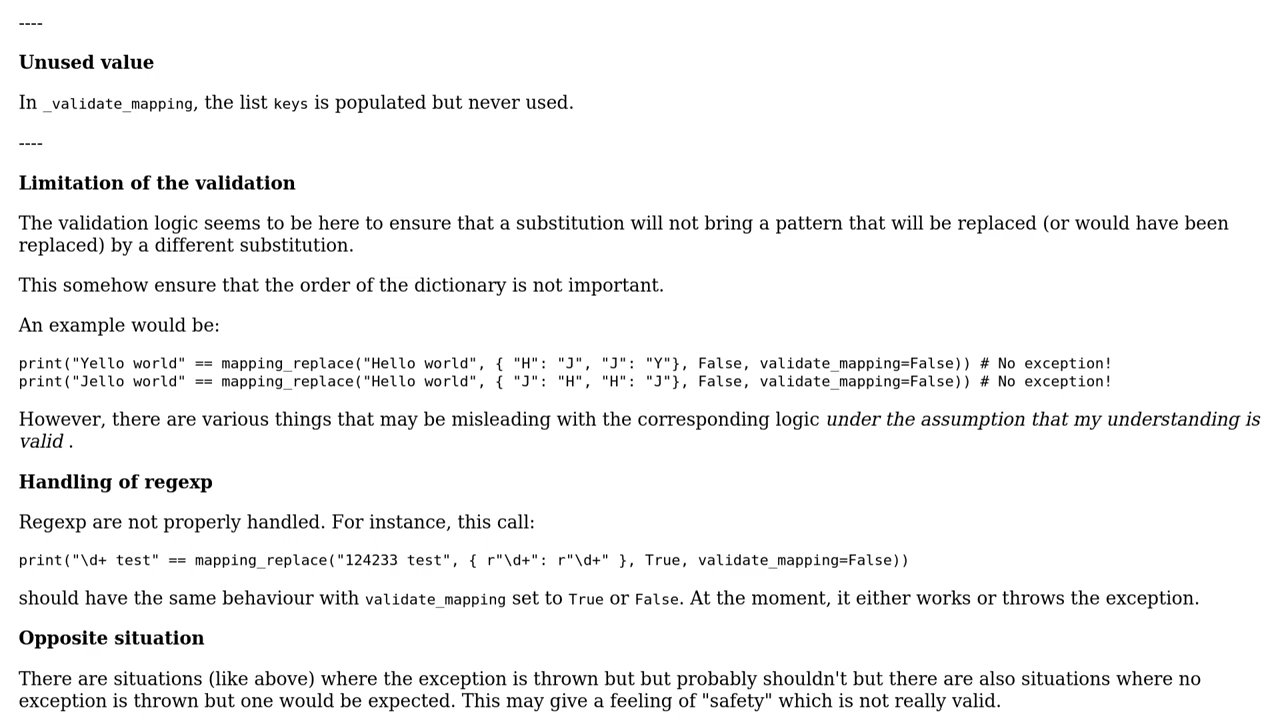 ----
Unused value
In _validate_mapping, the list keys is populated but never used.
----
Limitation of the validation
The validation logic seems to be here to ensure that a substitution will not bring a pattern that will be replaced (or would have been
replaced) by a different substitution.
This somehow ensure that the order of the dictionary is not important.
An example would be:
print("Yello world" == mapping_replace("Hello world", { "H": "J", "J": "Y"}, False, validate_mapping=False)) # No exception!
print("Jello world" == mapping_replace("Hello world", { "J": "H", "H": "J"}, False, validate_mapping=False)) # No exception!
However, there are various things that may be misleading with the corresponding logic under the assumption that my understanding is
valid .
Handling of regexp
Regexp are not properly handled. For instance, this call:
print("\d+ test" == mapping_replace("124233 test", { r"\d+": r"\d+" }, True, validate_mapping=False))
should have the same behaviour with validate_mapping set to True or False. At the moment, it either works or throws the exception.
Opposite situation
There are situations (like above) where the exception is thrown but but probably shouldn't but there are also situations where no
exception is thrown but one would be expected. This may give a feeling of "safety" which is not really valid.